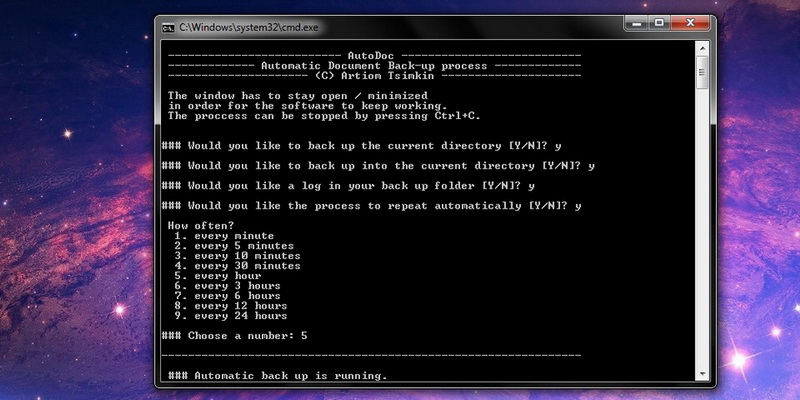 C:\Windows\system32\cmd.exe
-------------------------- AutoDoc ---------------------------
------------- Automatic Document Back-up process --------------
--------------------- (C) Artiom Tsimkin ---------------------
The window has to stay open / minimized
in order for the software to keep working.
The proccess can be stopped by pressing Ctrl+C.
### Would you like to back up the current directory [Y/N]? y
### Would you like to back up into the current directory [Y/N]? y
### Would you like a log in your back up folder [Y/N]? y
### Would you like the process to repeat automatically [Y/N]? y
How often?
1. every minute
2. every 5 minutes
3. every 10 minutes
4. every 30 minutes
5. every hour
6. every 3 hours
7. every 6 hours
8. every 12 hours
9. every 24 hours
### Choose a number: 5
---------------------------------------------------------------
### Automatic back up is running.